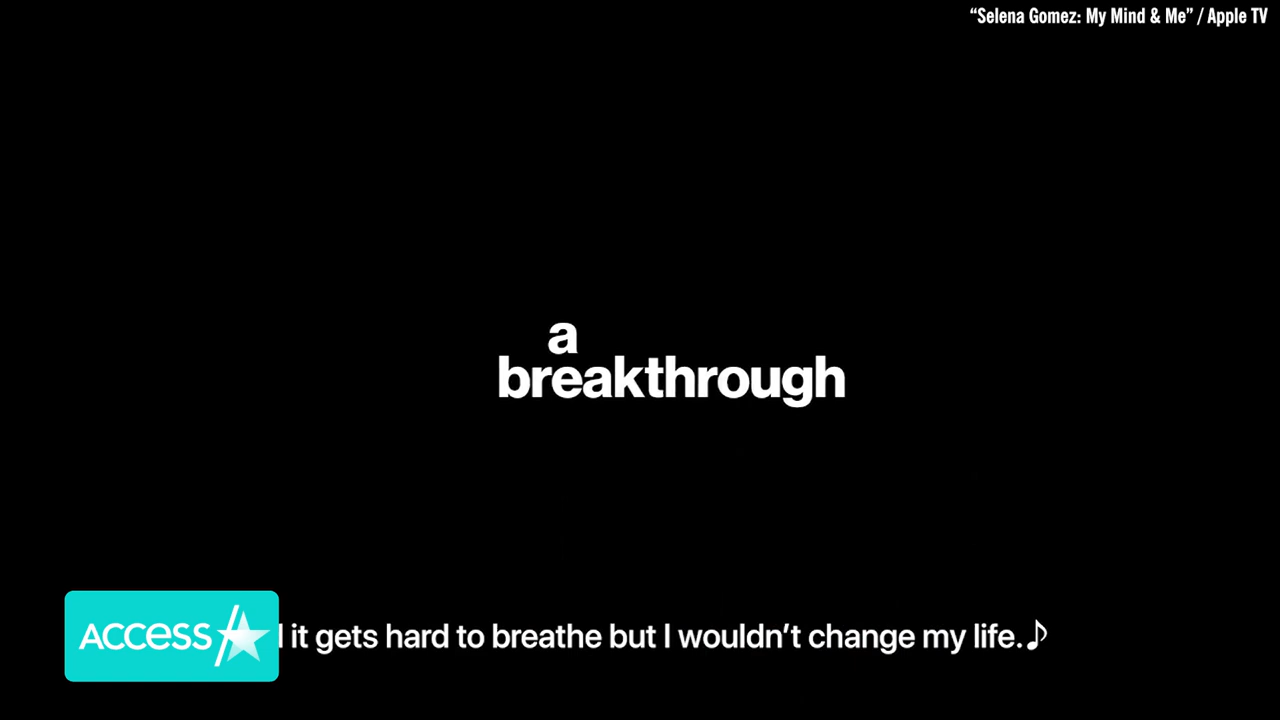 “Selena Gomez: My Mind & Me” / Apple TV
a
breakthrough
ACCESS
it gets hard to breathe but I wouldn’t change my life.♪